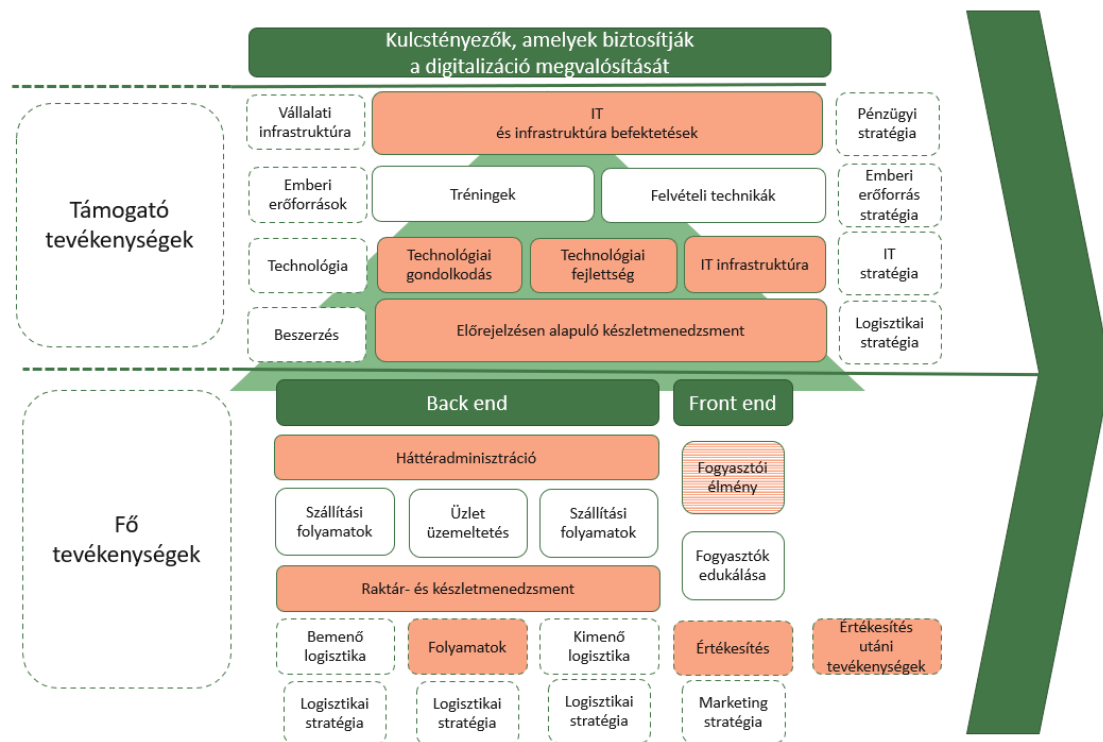 Kulcstényezők, amelyek biztosítják
a digitalizáció megvalósítását
Támogató
tevékenységek
Vállalati
infrastruktúra
IT
és infrastruktúra befektetések
Pénzügyi
stratégia
Emberi
erőforrások
Tréningek
Felvételi technikák
Emberi
erőforrás
stratégia
Technológia
Technológiai
gondolkodás
Technológiai
fejlettség
IT infrastruktúra
IT
stratégia
Beszerzés
Előrejelzésen alapuló készletmenedzsment
Logisztikai
stratégia
Fő
tevékenységek
Back end
Front end
Háttéradminisztráció
Fogyasztói
élmény
Szállítási
folyamatok
Üzlet
üzemeltetés
Szállítási
folyamatok
Fogyasztók
edukálása
Raktár- és készletmenedzsment
Bemenő
logisztika
Folyamatok
Kimenő
logisztika
Értékesítés
Értékesítés
utáni
tevékenységek
Logisztikai
stratégia
Logisztikai
stratégia
Logisztikai
stratégia
Marketing
stratégia